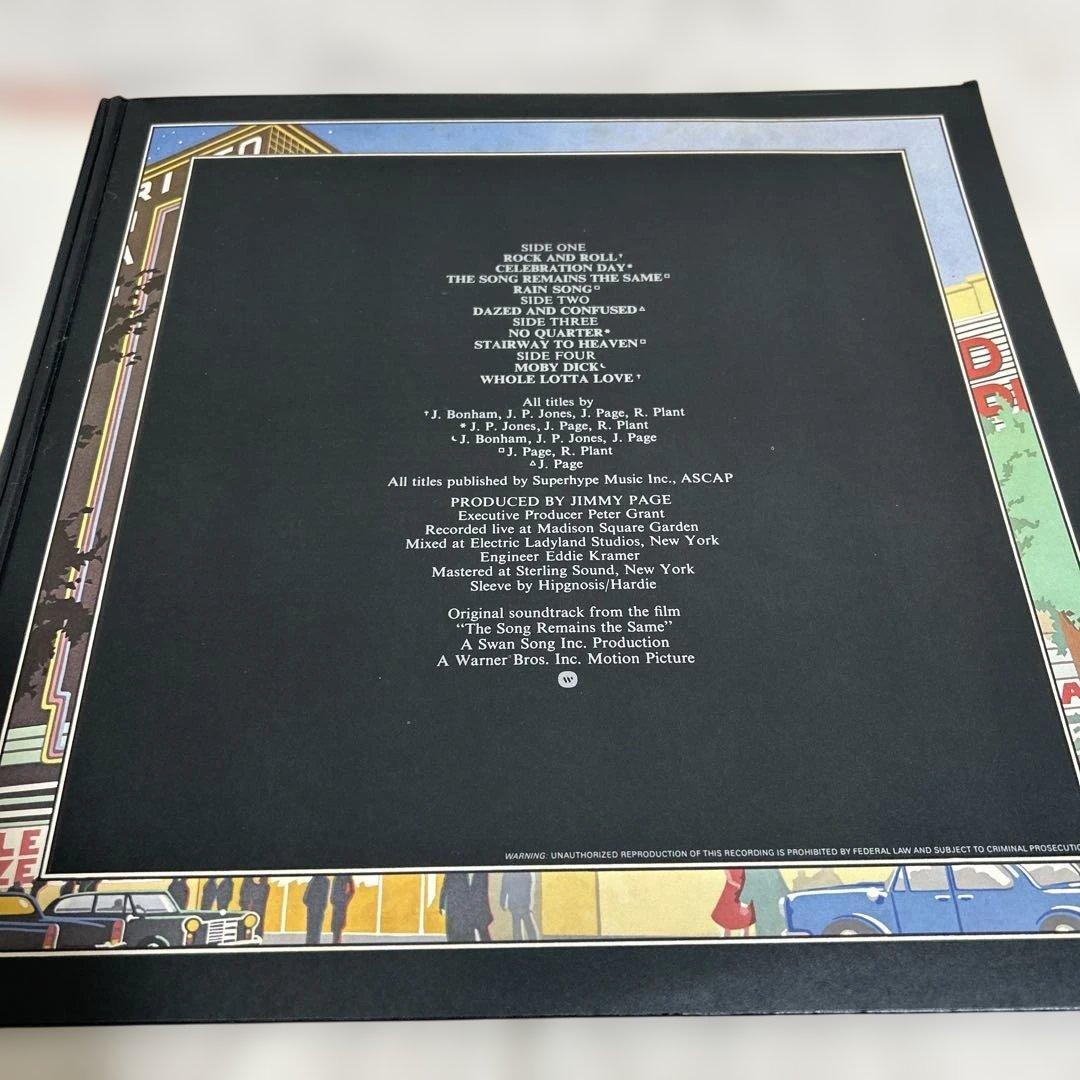 SIDE ONE
ROCK AND ROLL†
CELEBRATION DAY*
THE SONG REMAINS THE SAME□
RAIN SONG□
SIDE TWO
DAZED AND CONFUSED△
SIDE THREE
NO QUARTER*
STAIRWAY TO HEAVEN□
SIDE FOUR
MOBY DICK☾
WHOLE LOTTA LOVE†
All titles by
†J. Bonham, J. P. Jones, J. Page, R. Plant
*J. P. Jones, J. Page, R. Plant
☾J. Bonham, J. P. Jones, J. Page
□J. Page, R. Plant
△J. Page
All titles published by Superhype Music Inc., ASCAP
PRODUCED BY JIMMY PAGE
Executive Producer Peter Grant
Recorded live at Madison Square Garden
Mixed at Electric Ladyland Studios, New York
Engineer Eddie Kramer
Mastered at Sterling Sound, New York
Sleeve by Hipgnosis/Hardie
Original soundtrack from the film
“The Song Remains the Same”
A Swan Song Inc. Production
A Warner Bros. Inc. Motion Picture
W
WARNING: UNAUTHORIZED REPRODUCTION OF THIS RECORDING IS PROHIBITED BY FEDERAL LAW AND SUBJECT TO CRIMINAL PROSECUTIO
LE
ZE